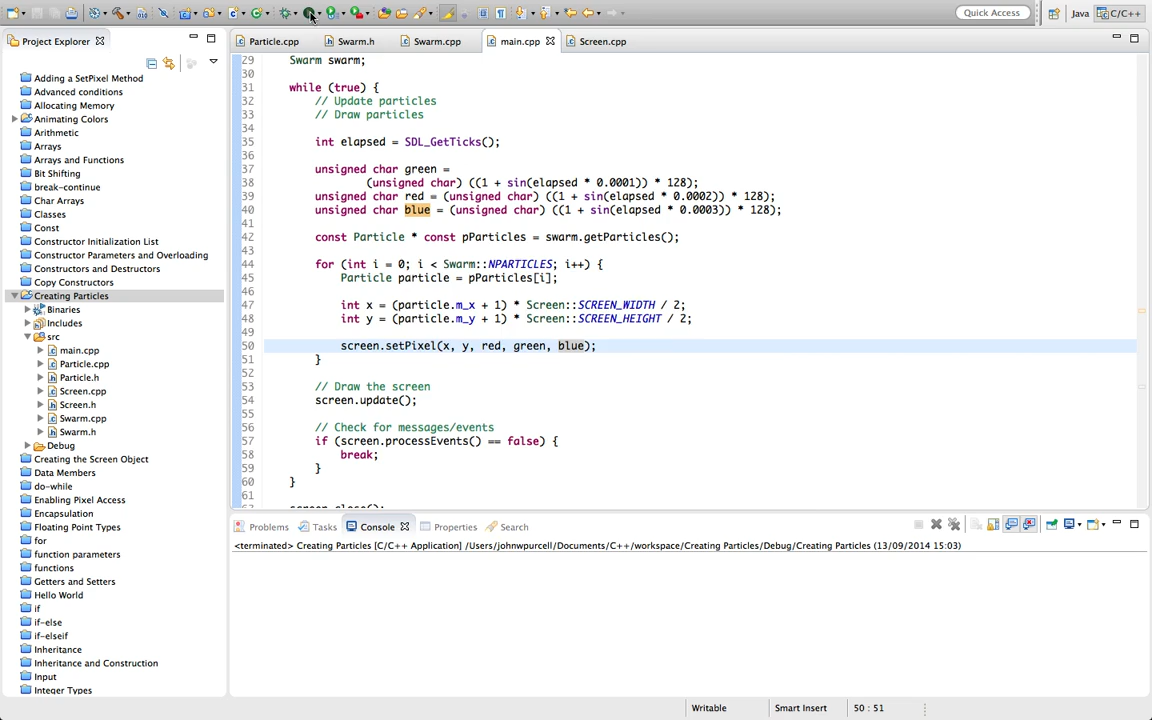 Quick Access
Java
C/C++
Project Explorer
Adding a SetPixel Method
Advanced conditions
Allocating Memory
Animating Colors
Arithmetic
Arrays
Arrays and Functions
Bit Shifting
break-continue
Char Arrays
Classes
Const
Constructor Initialization List
Constructor Parameters and Overloading
Constructors and Destructors
Copy Constructors
Creating Particles
Binaries
Includes
src
main.cpp
Particle.cpp
Particle.h
Screen.cpp
Screen.h
Swarm.cpp
Swarm.h
Debug
Creating the Screen Object
Data Members
do-while
Enabling Pixel Access
Encapsulation
Floating Point Types
for
function parameters
functions
Getters and Setters
Hello World
if
if-else
if-elseif
Inheritance
Inheritance and Construction
Input
Integer Types
Particle.cpp
Swarm.h
Swarm.cpp
main.cpp
Screen.cpp
29 Swarm swarm;
30
31 while (true) {
32 // Update particles
33 // Draw particles
34
35 int elapsed = SDL_GetTicks();
36
37 unsigned char green =
38 (unsigned char) ((1 + sin(elapsed * 0.0001)) * 128);
39 unsigned char red = (unsigned char) ((1 + sin(elapsed * 0.0002)) * 128);
40 unsigned char blue = (unsigned char) ((1 + sin(elapsed * 0.0003)) * 128);
41
42 const Particle * const pParticles = swarm.getParticles();
43
44 for (int i = 0; i < Swarm::NPARTICLES; i++) {
45 Particle particle = pParticles[i];
46
47 int x = (particle.m_x + 1) * Screen::SCREEN_WIDTH / 2;
48 int y = (particle.m_y + 1) * Screen::SCREEN_HEIGHT / 2;
49
50 screen.setPixel(x, y, red, green, blue);
51 }
52
53 // Draw the screen
54 screen.update();
55
56 // Check for messages/events
57 if (screen.processEvents() == false) {
58 break;
59 }
60 }
61
Problems
Tasks
Console
Properties
Search
<terminated> Creating Particles [C/C++ Application] /Users/johnwpurcell/Documents/C++/workspace/Creating Particles/Debug/Creating Particles (13/09/2014 15:03)
Writable
Smart Insert
50 : 51